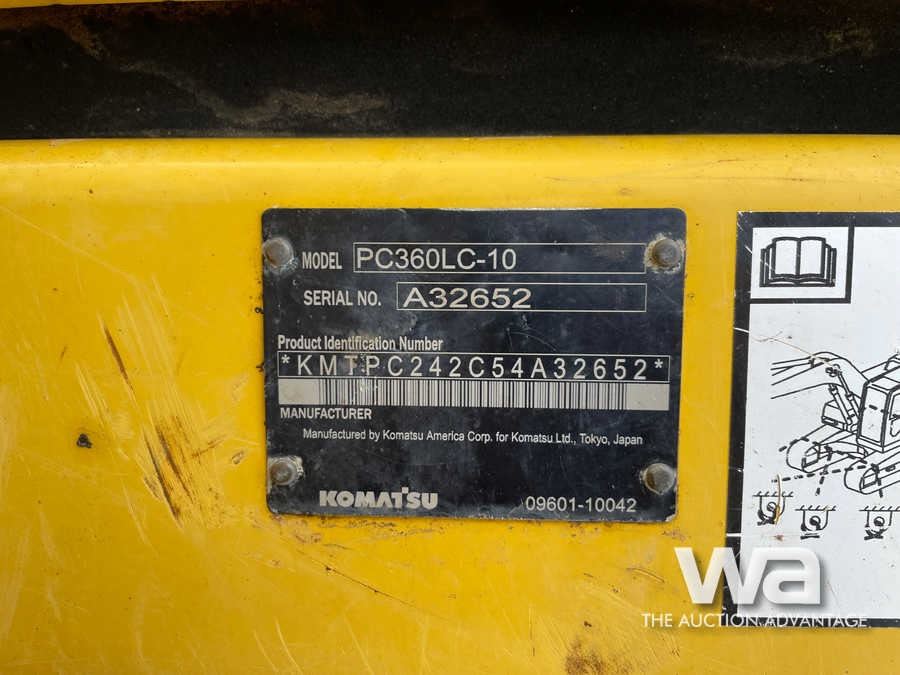 MODEL PC360LC-10
SERIAL NO. A32652
Product Identification Number
*KMTPC242C54A32652*
MANUFACTURER
Manufactured by Komatsu America Corp. for Komatsu Ltd., Tokyo, Japan
KOMATSU 09601-10042
wa
THE AUCTION ADVANTAGE